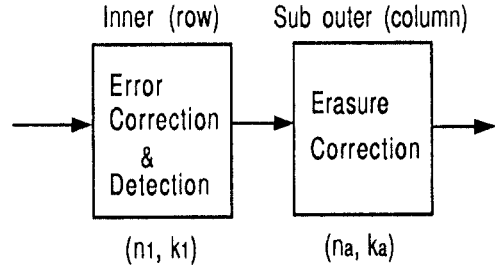 Inner (row)
Sub outer (column)
Error
Correction
&
Detection
Erasure
Correction
(n1, k1)
(na, ka)